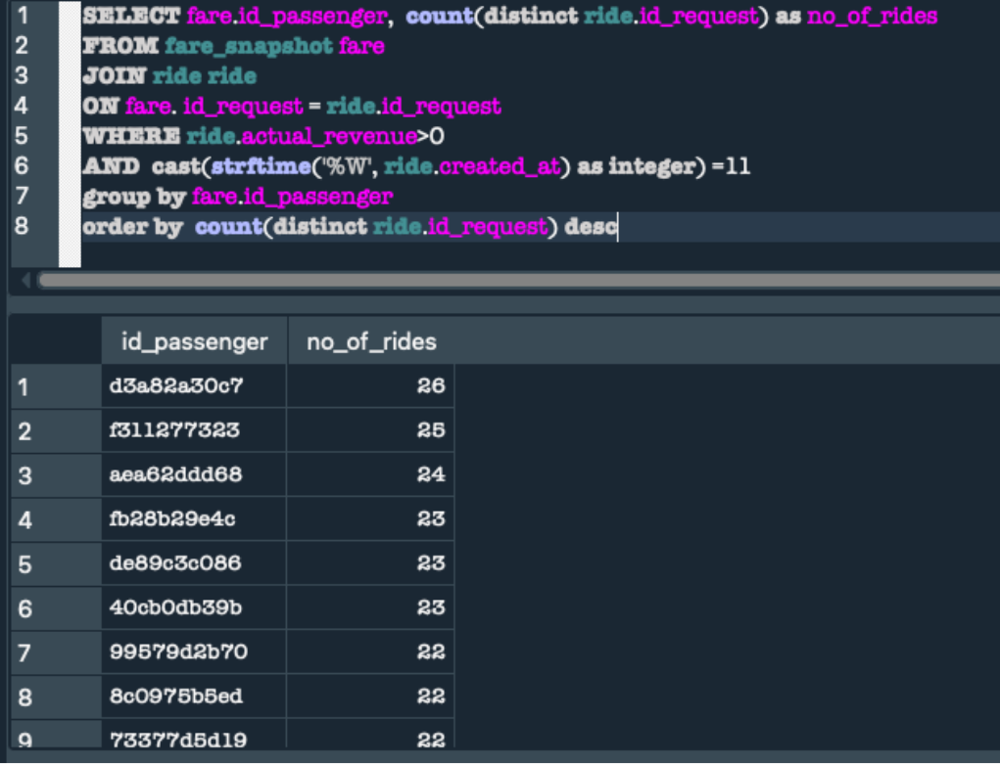 1 SELECT fare.id_passenger, count(distinct ride.id_request) as no_of_rides
2 FROM fare_snapshot fare
3 JOIN ride ride
4 ON fare. id_request = ride.id_request
5 WHERE ride.actual_revenue>0
6 AND cast(strftime('%W', ride.created_at) as integer) =11
7 group by fare.id_passenger
8 order by count(distinct ride.id_request) desc
id_passenger no_of_rides
1 d3a82a30c7 26
2 f311277323 25
3 aea62ddd68 24
4 fb28b29e4c 23
5 de89c3c086 23
6 40cb0db39b 23
7 99579d2b70 22
8 8c0975b5ed 22
9 73377d5d19 22